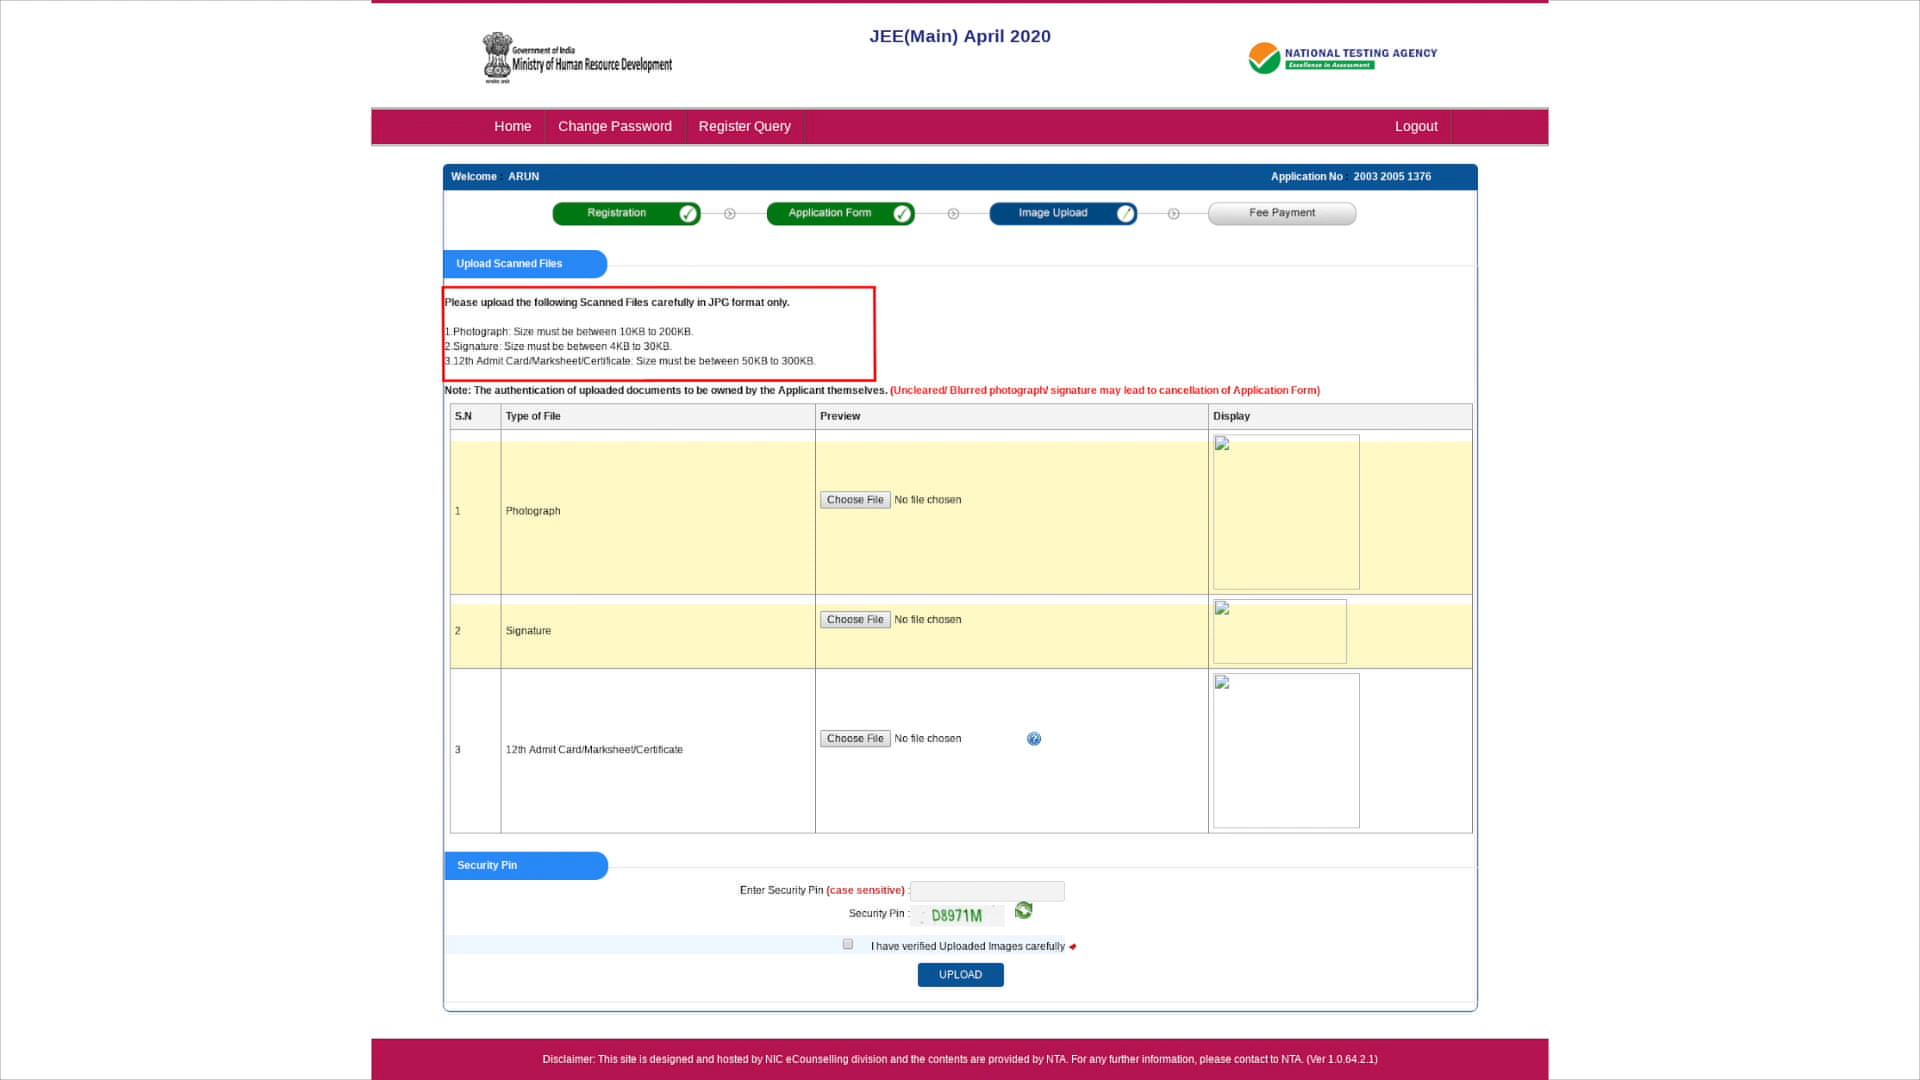 JEE(Main) April 2020
Government of India
Ministry of Human Resource Development
NATIONAL TESTING AGENCY
Excellence in Assessment
Home Change Password Register Query Logout
Welcome : ARUN Application No : 2003 2005 1376
Registration Application Form Image Upload Fee Payment
Upload Scanned Files
Please upload the following Scanned Files carefully in JPG format only.
1.Photograph: Size must be between 10KB to 200KB.
2.Signature: Size must be between 4KB to 30KB.
3.12th Admit Card/Marksheet/Certificate: Size must be between 50KB to 300KB.
Note: The authentication of uploaded documents to be owned by the Applicant themselves. (Uncleared/ Blurred photograph/ signature may lead to cancellation of Application Form)
S.N Type of File Preview Display
1 Photograph Choose File No file chosen
2 Signature Choose File No file chosen
3 12th Admit Card/Marksheet/Certificate Choose File No file chosen
Security Pin
Enter Security Pin (case sensitive) :
Security Pin : D8971M
I have verified Uploaded Images carefully
UPLOAD
Disclaimer: This site is designed and hosted by NIC eCounselling division and the contents are provided by NTA. For any further information, please contact to NTA. (Ver 1.0.64.2.1)